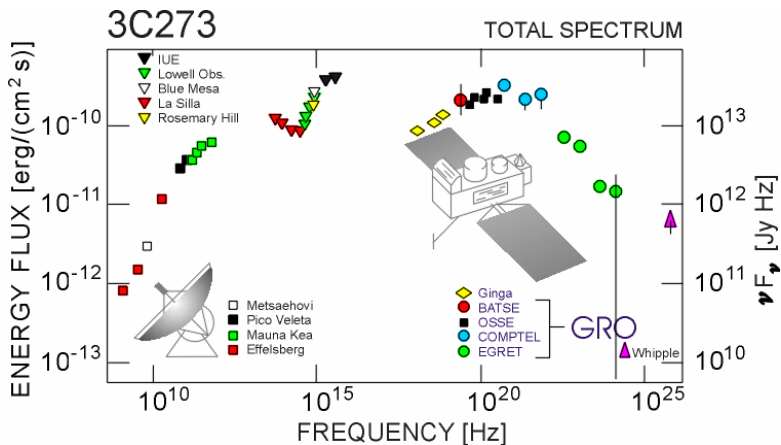 3C273
TOTAL SPECTRUM
ENERGY FLUX [erg/(cm² s)]
10⁻¹⁰
10⁻¹¹
10⁻¹²
10⁻¹³
IUE
Lowell Obs.
Blue Mesa
La Silla
Rosemary Hill
Metsaehovi
Pico Veleta
Mauna Kea
Effelsberg
Ginga
BATSE
OSSE
COMPTEL
EGRET
GRO
Whipple
10¹³
10¹²
10¹¹
10¹⁰
νFν [Jy Hz]
10¹⁰
10¹⁵
10²⁰
10²⁵
FREQUENCY [Hz]